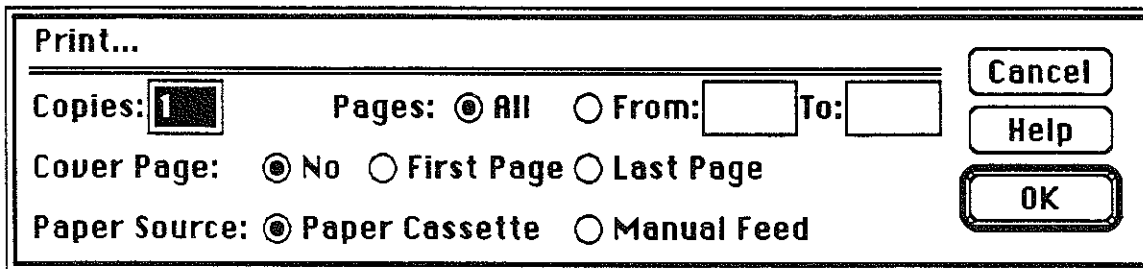 Print...
Cancel
Copies: 1 Pages: All From: To:
Help
Cover Page: No First Page Last Page
OK
Paper Source: Paper Cassette Manual Feed